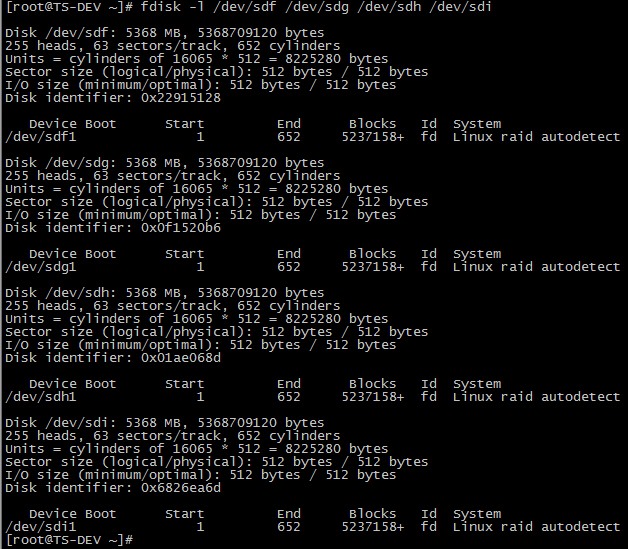 [root@TS-DEV ~]# fdisk -l /dev/sdf /dev/sdg /dev/sdh /dev/sdi
Disk /dev/sdf: 5368 MB, 5368709120 bytes
255 heads, 63 sectors/track, 652 cylinders
Units = cylinders of 16065 * 512 = 8225280 bytes
Sector size (logical/physical): 512 bytes / 512 bytes
I/O size (minimum/optimal): 512 bytes / 512 bytes
Disk identifier: 0x22915128
Device Boot Start End Blocks Id System
/dev/sdf1 1 652 5237158+ fd Linux raid autodetect
Disk /dev/sdg: 5368 MB, 5368709120 bytes
255 heads, 63 sectors/track, 652 cylinders
Units = cylinders of 16065 * 512 = 8225280 bytes
Sector size (logical/physical): 512 bytes / 512 bytes
I/O size (minimum/optimal): 512 bytes / 512 bytes
Disk identifier: 0x0f1520b6
Device Boot Start End Blocks Id System
/dev/sdg1 1 652 5237158+ fd Linux raid autodetect
Disk /dev/sdh: 5368 MB, 5368709120 bytes
255 heads, 63 sectors/track, 652 cylinders
Units = cylinders of 16065 * 512 = 8225280 bytes
Sector size (logical/physical): 512 bytes / 512 bytes
I/O size (minimum/optimal): 512 bytes / 512 bytes
Disk identifier: 0x01ae068d
Device Boot Start End Blocks Id System
/dev/sdh1 1 652 5237158+ fd Linux raid autodetect
Disk /dev/sdi: 5368 MB, 5368709120 bytes
255 heads, 63 sectors/track, 652 cylinders
Units = cylinders of 16065 * 512 = 8225280 bytes
Sector size (logical/physical): 512 bytes / 512 bytes
I/O size (minimum/optimal): 512 bytes / 512 bytes
Disk identifier: 0x6826ea6d
Device Boot Start End Blocks Id System
/dev/sdi1 1 652 5237158+ fd Linux raid autodetect
[root@TS-DEV ~]#